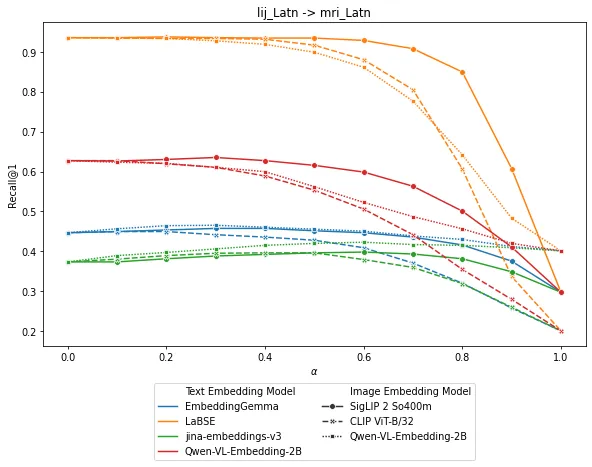 lij_Latn -> mri_Latn
Recall@1
0.9
0.8
0.7
0.6
0.5
0.4
0.3
0.2
0.0 0.2 0.4 0.6 0.8 1.0
α
Text Embedding Model Image Embedding Model
EmbeddingGemma SigLIP 2 So400m
LaBSE CLIP ViT-B/32
jina-embeddings-v3 Qwen-VL-Embedding-2B
Qwen-VL-Embedding-2B